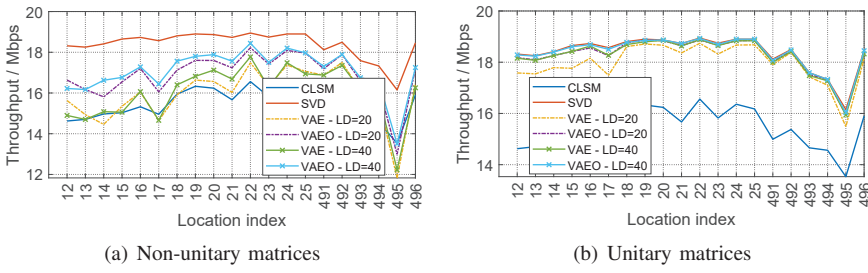 Throughput / Mbps
20
18
16
14
12
CLSM
SVD
VAE - LD=20
VAEO - LD=20
VAE - LD=40
VAEO - LD=40
12 13 14 15 16 17 18 19 20 21 22 23 24 25 491 492 493 494 495 496
Location index
(a) Non-unitary matrices
Throughput / Mbps
20
18
16
14
CLSM
SVD
VAE - LD=20
VAEO - LD=20
VAE - LD=40
VAEO - LD=40
12 13 14 15 16 17 18 19 20 21 22 23 24 25 491 492 493 494 495 496
Location index
(b) Unitary matrices